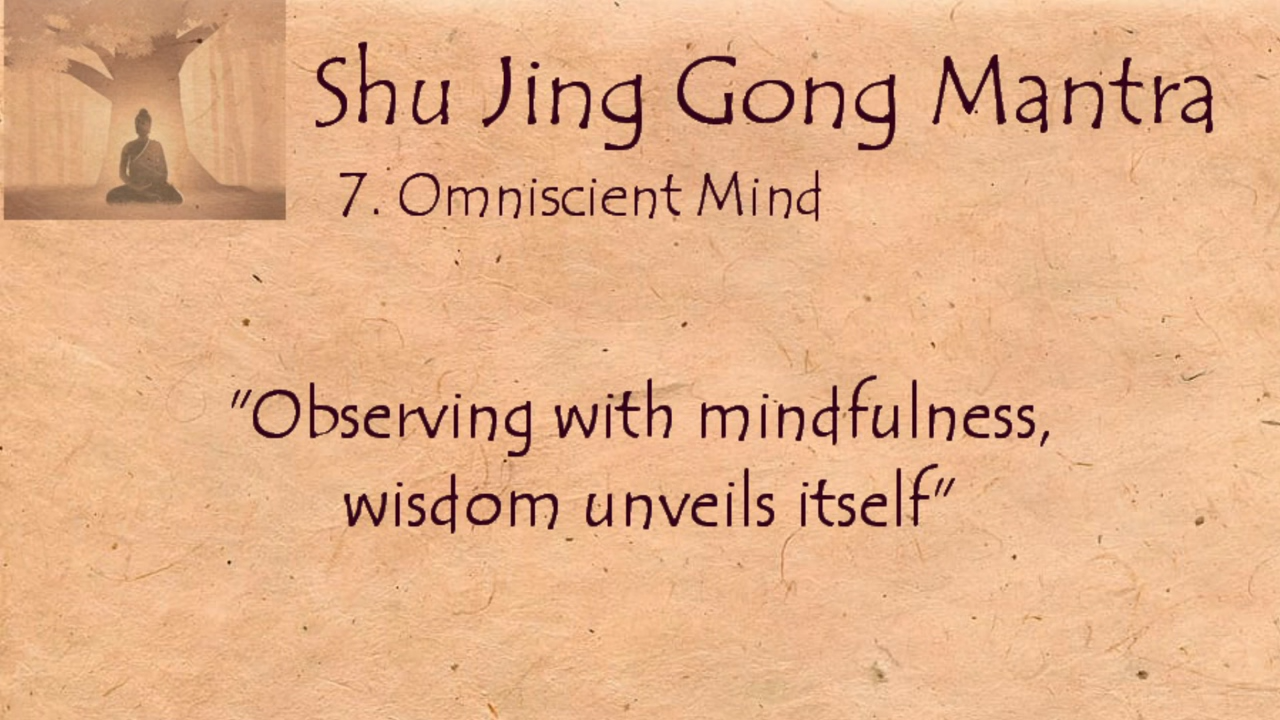 Shu Jing Gong Mantra
7. Omniscient Mind
"Observing with mindfulness,
wisdom unveils itself"